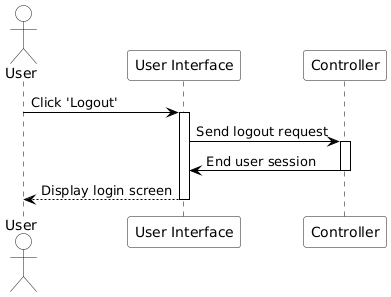 User
User Interface
Controller
Click 'Logout'
Send logout request
End user session
Display login screen
User
User Interface
Controller